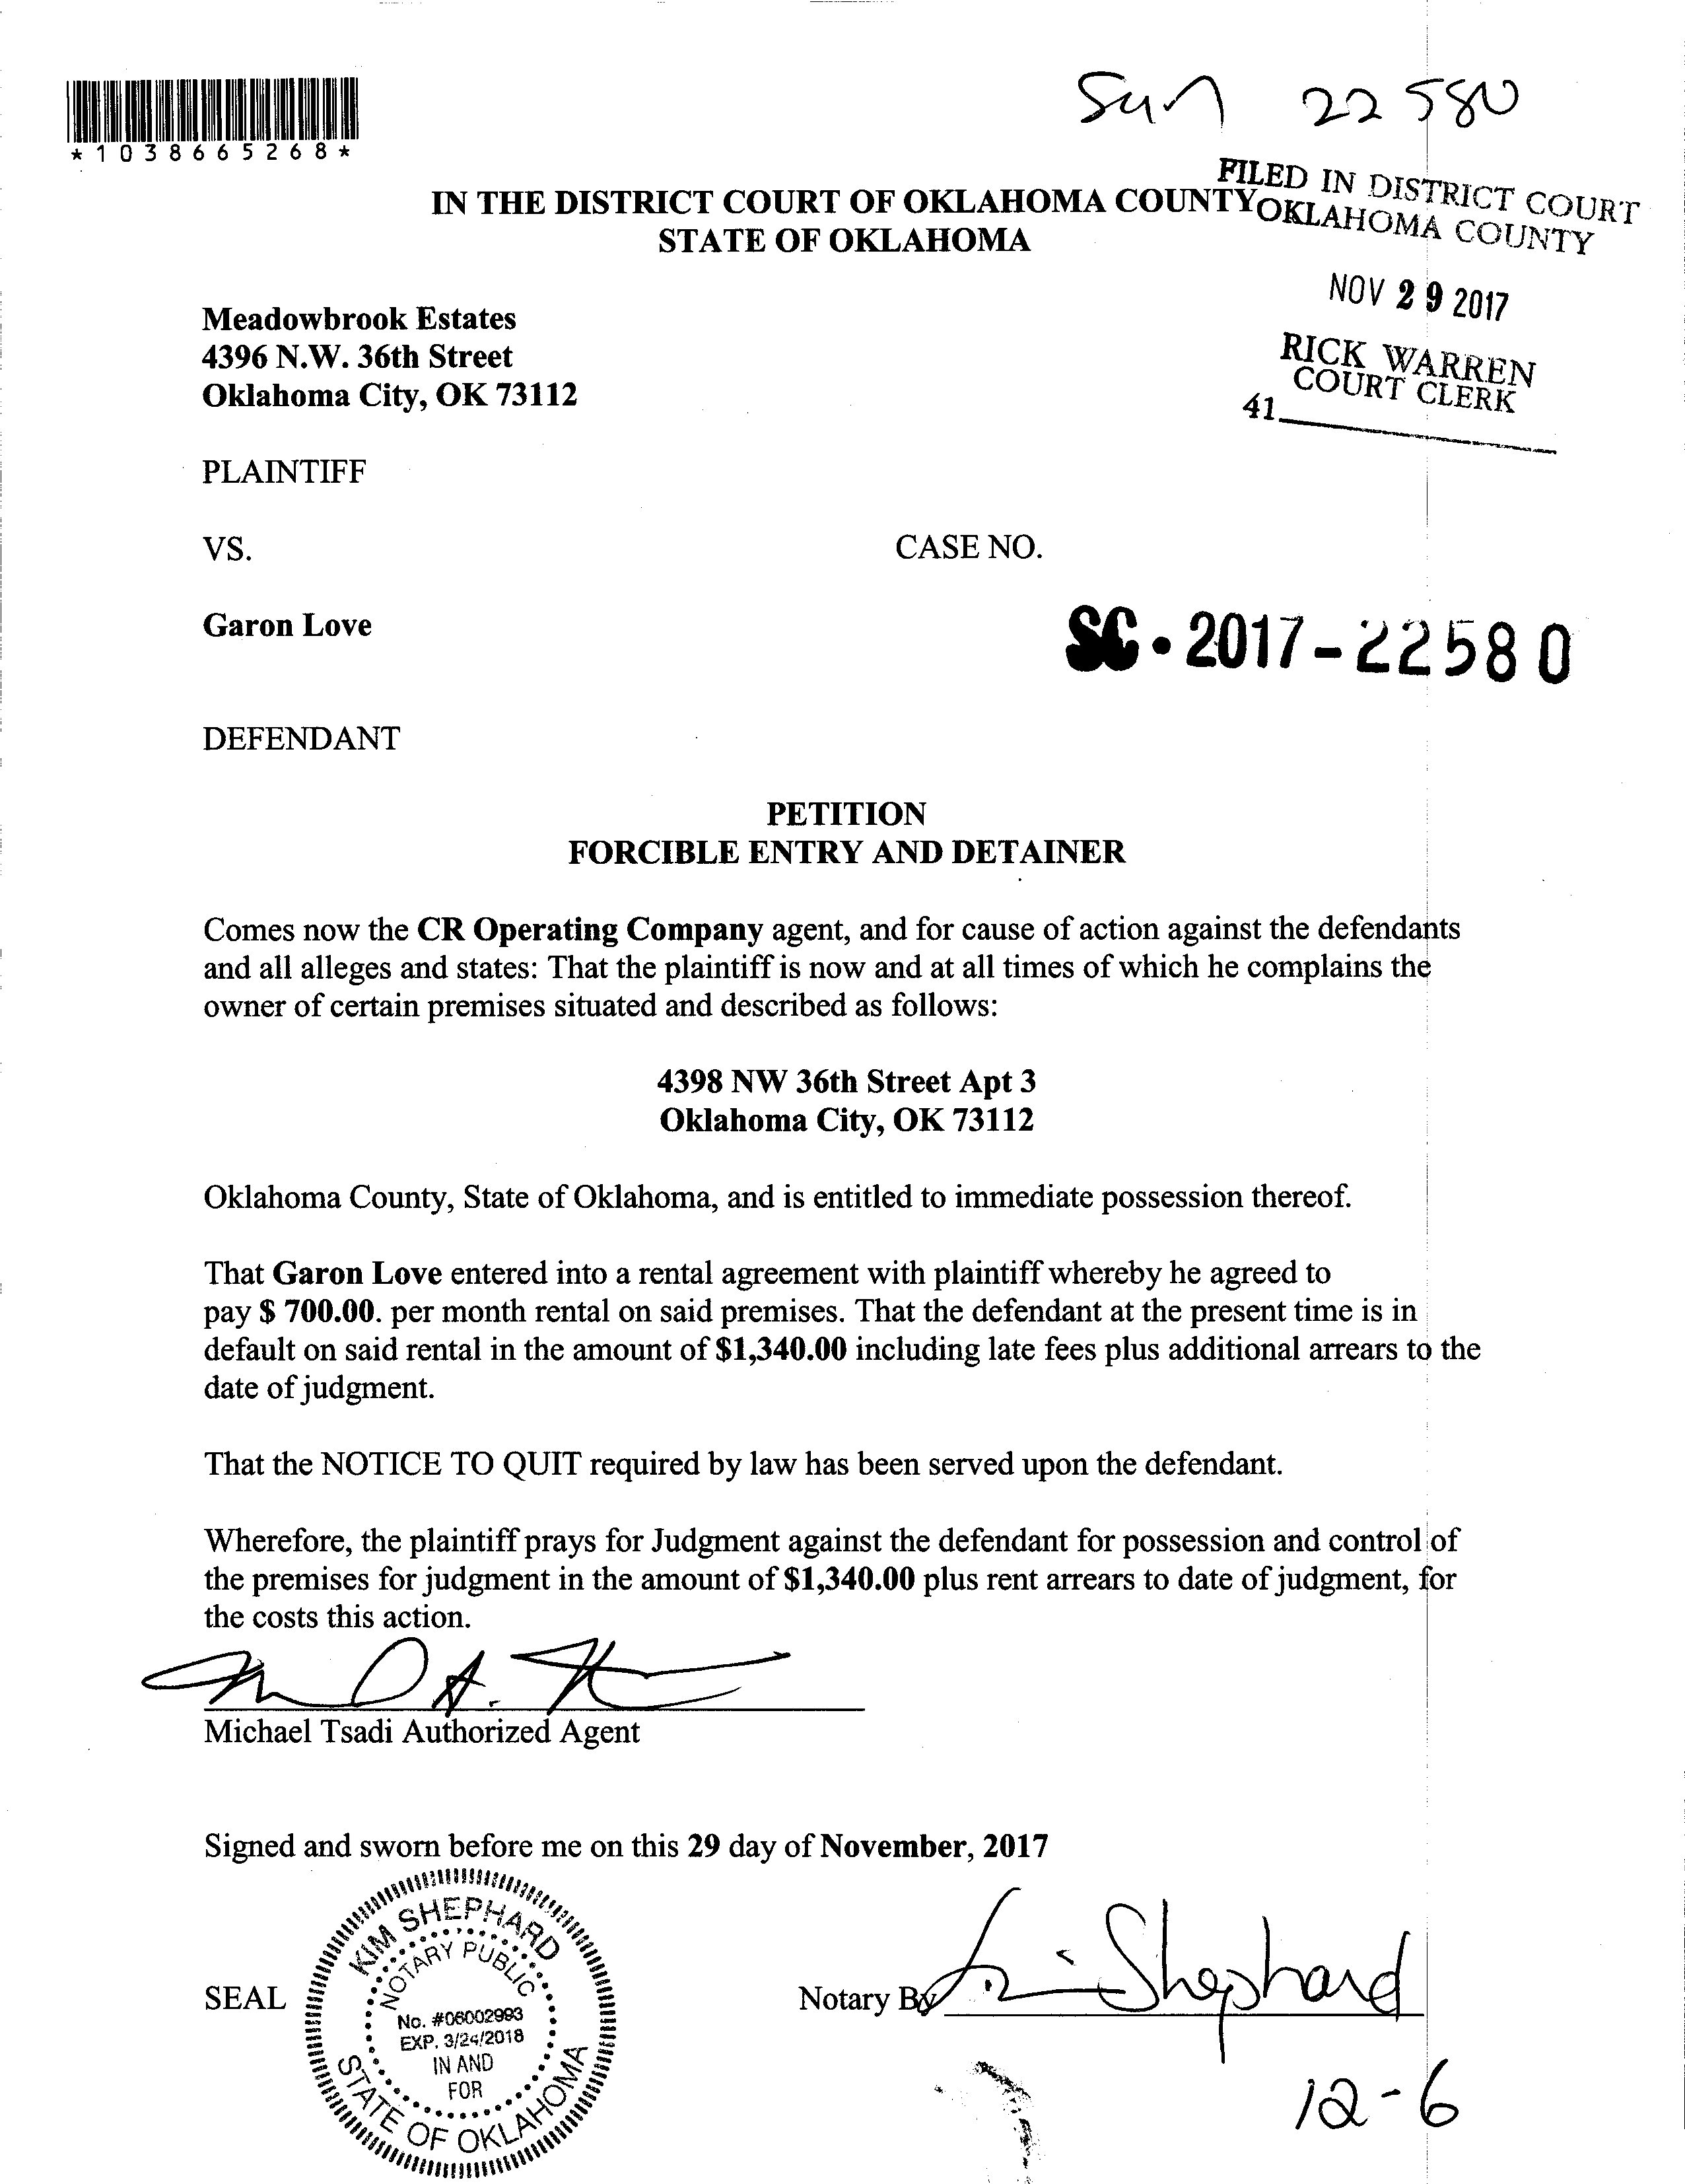 Sun 22580
*1038665268*
FILED IN DISTRICT COURT
OKLAHOMA COUNTY
IN THE DISTRICT COURT OF OKLAHOMA COUNTY
STATE OF OKLAHOMA
NOV 29 2017
RICK WARREN
COURT CLERK
41
Meadowbrook Estates
4396 N.W. 36th Street
Oklahoma City, OK 73112
PLAINTIFF
VS.
CASE NO.
Garon Love
SC-2017-22580
DEFENDANT
PETITION
FORCIBLE ENTRY AND DETAINER
Comes now the CR Operating Company agent, and for cause of action against the defendants
and all alleges and states: That the plaintiff is now and at all times of which he complains the
owner of certain premises situated and described as follows:
4398 NW 36th Street Apt 3
Oklahoma City, OK 73112
Oklahoma County, State of Oklahoma, and is entitled to immediate possession thereof.
That Garon Love entered into a rental agreement with plaintiff whereby he agreed to
pay $ 700.00. per month rental on said premises. That the defendant at the present time is in
default on said rental in the amount of $1,340.00 including late fees plus additional arrears to the
date of judgment.
That the NOTICE TO QUIT required by law has been served upon the defendant.
Wherefore, the plaintiff prays for Judgment against the defendant for possession and control of
the premises for judgment in the amount of $1,340.00 plus rent arrears to date of judgment, for
the costs this action.
Michael Tsadi Authorized Agent
Signed and sworn before me on this 29 day of November, 2017
SEAL
KIM SHEPHARD
NOTARY PUBLIC
No. #06002993
EXP. 3/24/2018
IN AND
FOR
STATE OF OKLAHOMA
Notary By Kim Shephard
12-6